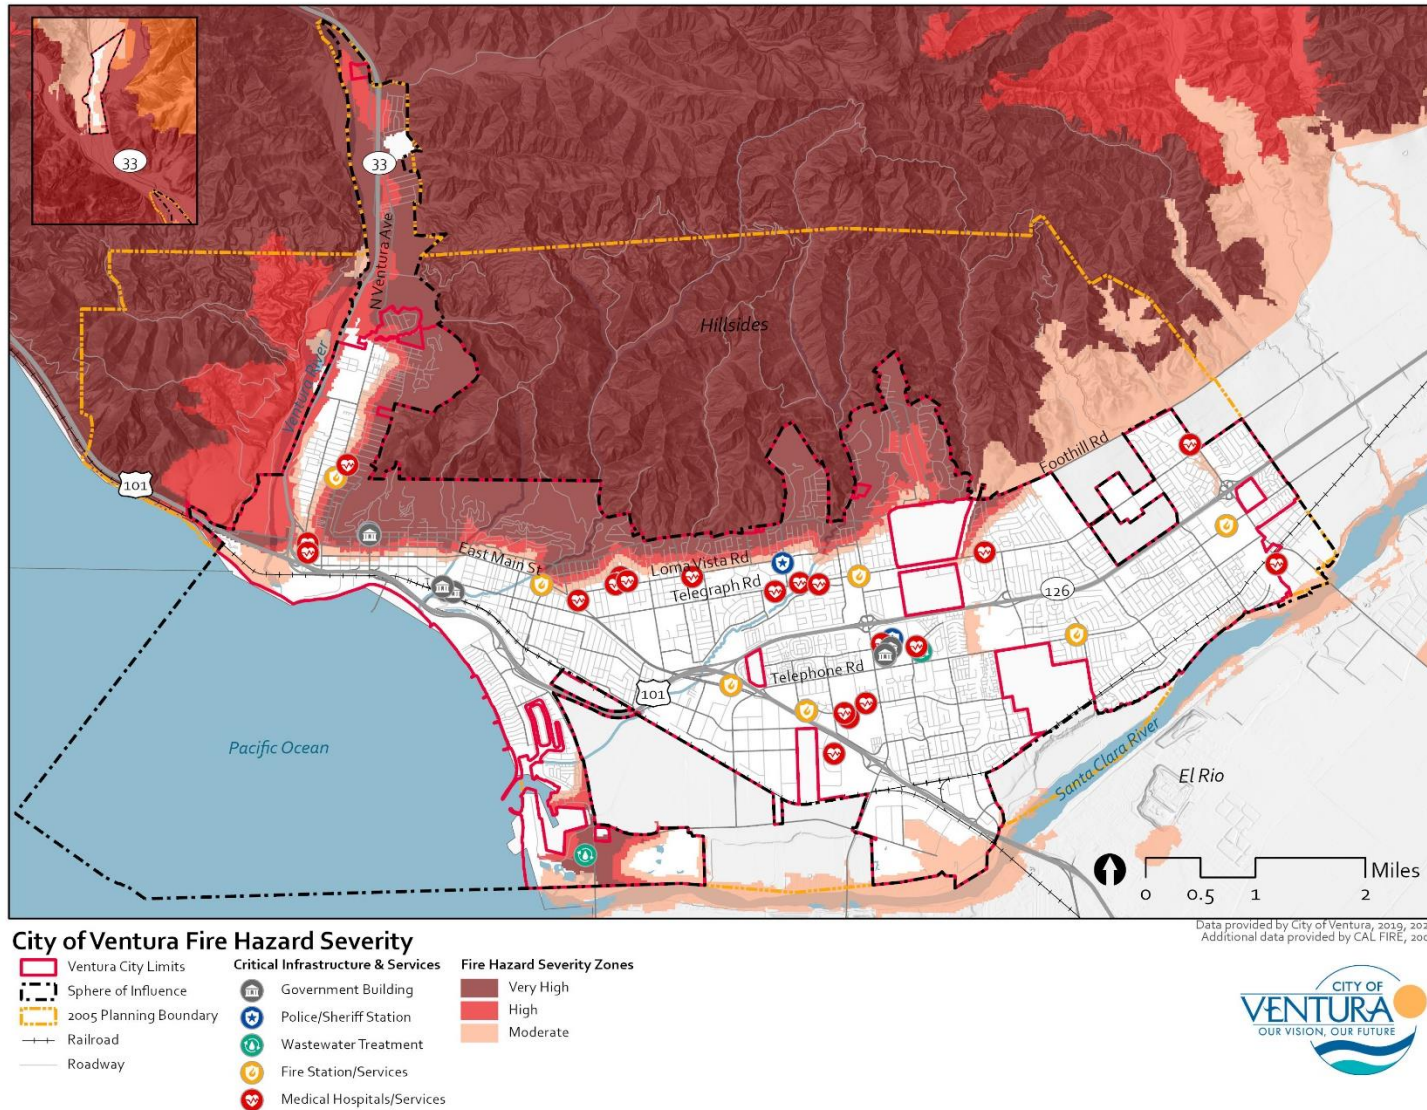 33
33
N Ventura Ave
Hillsides
Ventura River
Foothill Rd
101
East Main St
Loma Vista Rd
Telegraph Rd
126
Telephone Rd
101
Pacific Ocean
Santa Clara River
El Rio
Miles
0 0.5 1 2
Data provided by City of Ventura, 2019,
Additional data provided by CAL FIRE,
City of Ventura Fire Hazard Severity
Ventura City Limits
Sphere of Influence
2005 Planning Boundary
Railroad
Roadway
Critical Infrastructure & Services
Government Building
Police/Sheriff Station
Wastewater Treatment
Fire Station/Services
Medical Hospitals/Services
Fire Hazard Severity Zones
Very High
High
Moderate
CITY OF
VENTURA
OUR VISION, OUR FUTURE